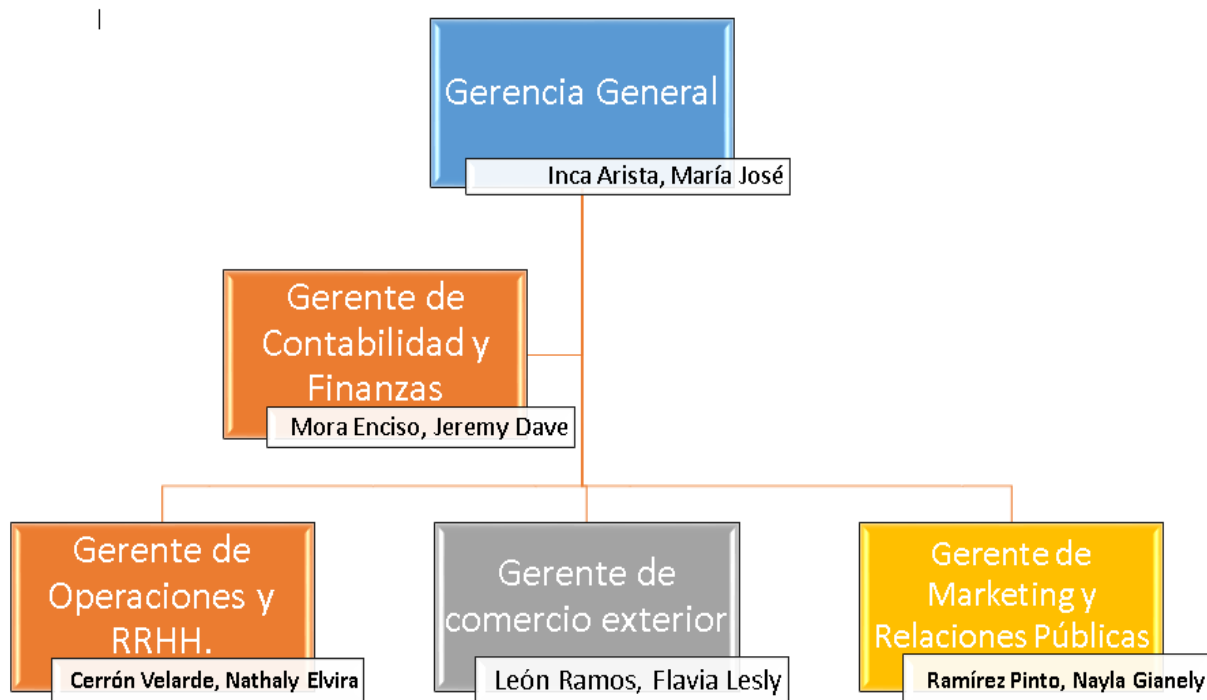 Gerencia General
Inca Arista, María José
Gerente de
Contabilidad y
Finanzas
Mora Enciso, Jeremy Dave
Gerente de
Operaciones y
RRHH.
Cerrón Velarde, Nathaly Elvira
Gerente de
comercio exterior
León Ramos, Flavia Lesly
Gerente de
Marketing y
Relaciones Públicas
Ramírez Pinto, Nayla Gianely